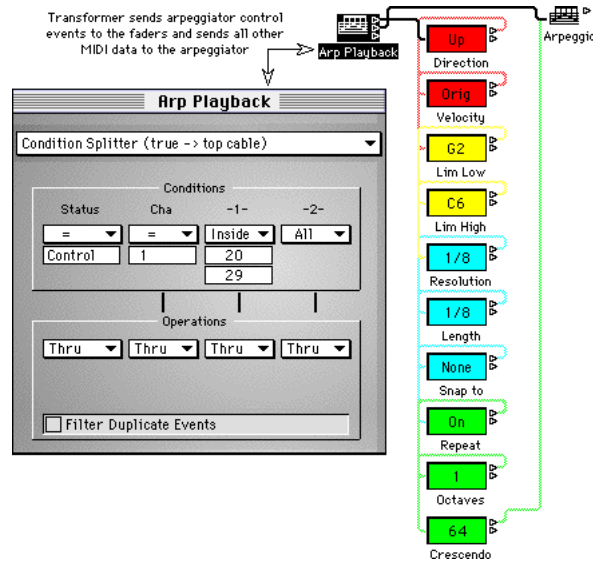 Transformer sends arpeggiator control
events to the faders and sends all other
MIDI data to the arpeggiator
Arp Playback
Arpeggio
Up
Direction
Orig
Velocity
G2
Lim Low
C6
Lim High
1/8
Resolution
1/8
Length
None
Snap to
On
Repeat
1
Octaves
64
Crescendo
Arp Playback
Condition Splitter (true -> top cable)
Conditions
Status Cha -1- -2-
= = Inside All
Control 1 20
29
Operations
Thru Thru Thru Thru
Filter Duplicate Events